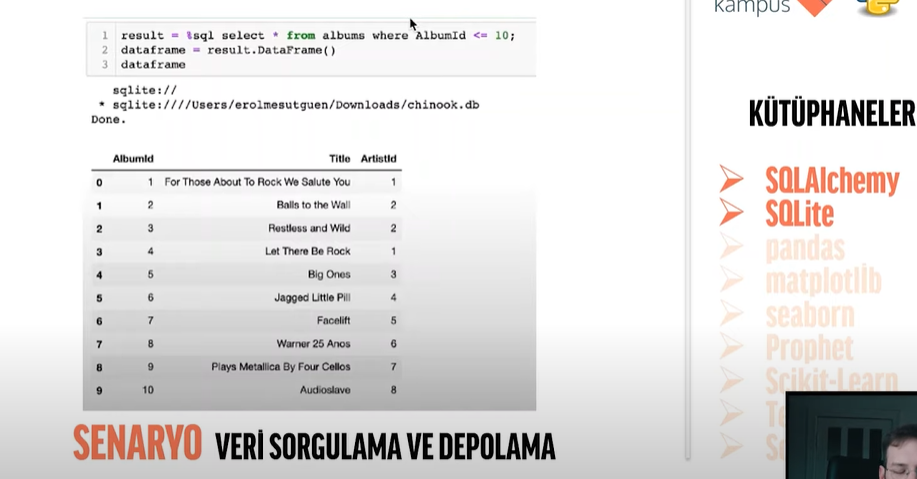 kampus
1 result = %sql select * from albums where AlbumId <= 10;
2 dataframe = result.DataFrame()
3 dataframe
sqlite://
* sqlite:////Users/erolmesutguen/Downloads/chinook.db
Done.
AlbumId Title ArtistId
0 1 For Those About To Rock We Salute You 1
1 2 Balls to the Wall 2
2 3 Restless and Wild 2
3 4 Let There Be Rock 1
4 5 Big Ones 3
5 6 Jagged Little Pill 4
6 7 Facelift 5
7 8 Warner 25 Anos 6
8 9 Plays Metallica By Four Cellos 7
9 10 Audioslave 8
SENARYO VERİ SORGULAMA VE DEPOLAMA
KÜTÜPHANELER
SQLAlchemy
SQLite
pandas
matplotlib
seaborn
Prophet
Scikit-Learn